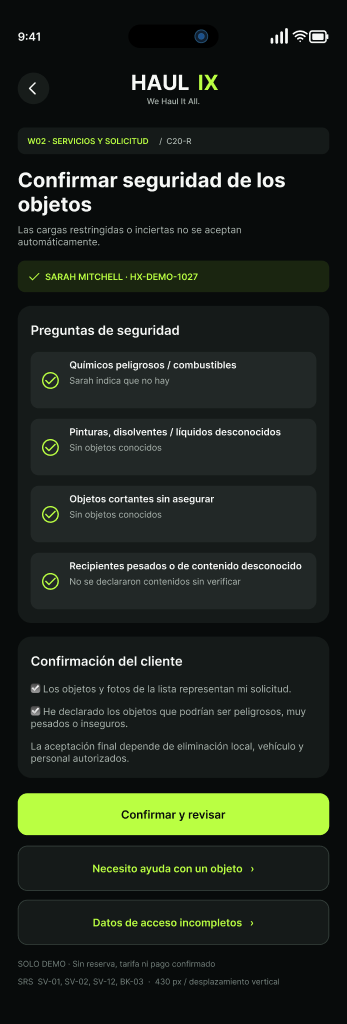 9:41
HAUL IX
We Haul It All.
W02 · SERVICIOS Y SOLICITUD / C20-R
Confirmar seguridad de los
objetos
Las cargas restringidas o inciertas no se aceptan
automáticamente.
SARAH MITCHELL · HX-DEMO-1027
Preguntas de seguridad
Químicos peligrosos / combustibles
Sarah indica que no hay
Pinturas, disolventes / líquidos desconocidos
Sin objetos conocidos
Objetos cortantes sin asegurar
Sin objetos conocidos
Recipientes pesados o de contenido desconocido
No se declararon contenidos sin verificar
Confirmación del cliente
Los objetos y fotos de la lista representan mi solicitud.
He declarado los objetos que podrían ser peligrosos, muy
pesados o inseguros.
La aceptación final depende de eliminación local, vehículo y
personal autorizados.
Confirmar y revisar
Necesito ayuda con un objeto ›
Datos de acceso incompletos ›
SOLO DEMO · Sin reserva, tarifa ni pago confirmado
SRS SV-01, SV-02, SV-12, BK-03 · 430 px / desplazamiento vertical